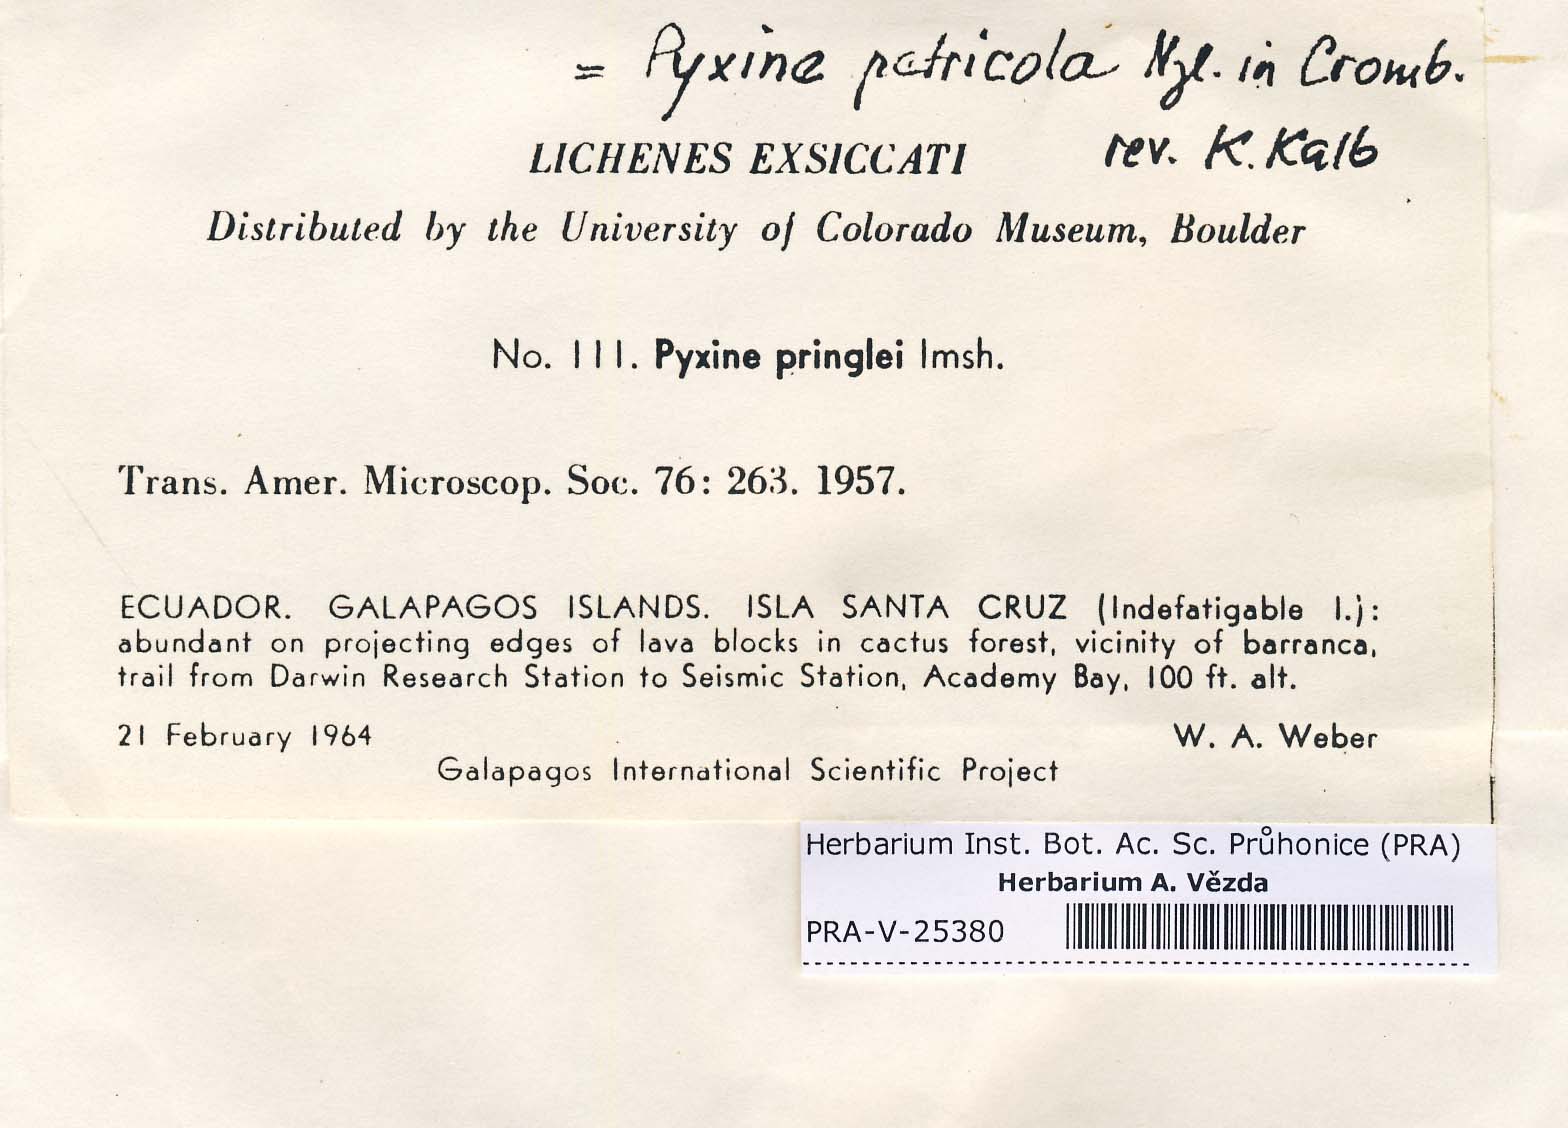 = Pyxine petricola Nyl. in Cromb.
rev. K. Kalb
LICHENES EXSICCATI
Distributed by the University of Colorado Museum, Boulder
No. 111. Pyxine pringlei Imsh.
Trans. Amer. Microscop. Soc. 76: 263. 1957.
ECUADOR. GALAPAGOS ISLANDS. ISLA SANTA CRUZ (Indefatigable I.):
abundant on projecting edges of lava blocks in cactus forest, vicinity of barranca,
trail from Darwin Research Station to Seismic Station, Academy Bay, 100 ft. alt.
21 February 1964 W. A. Weber
Galapagos International Scientific Project
Herbarium Inst. Bot. Ac. Sc. Průhonice (PRA)
Herbarium A. Vězda
PRA-V-25380